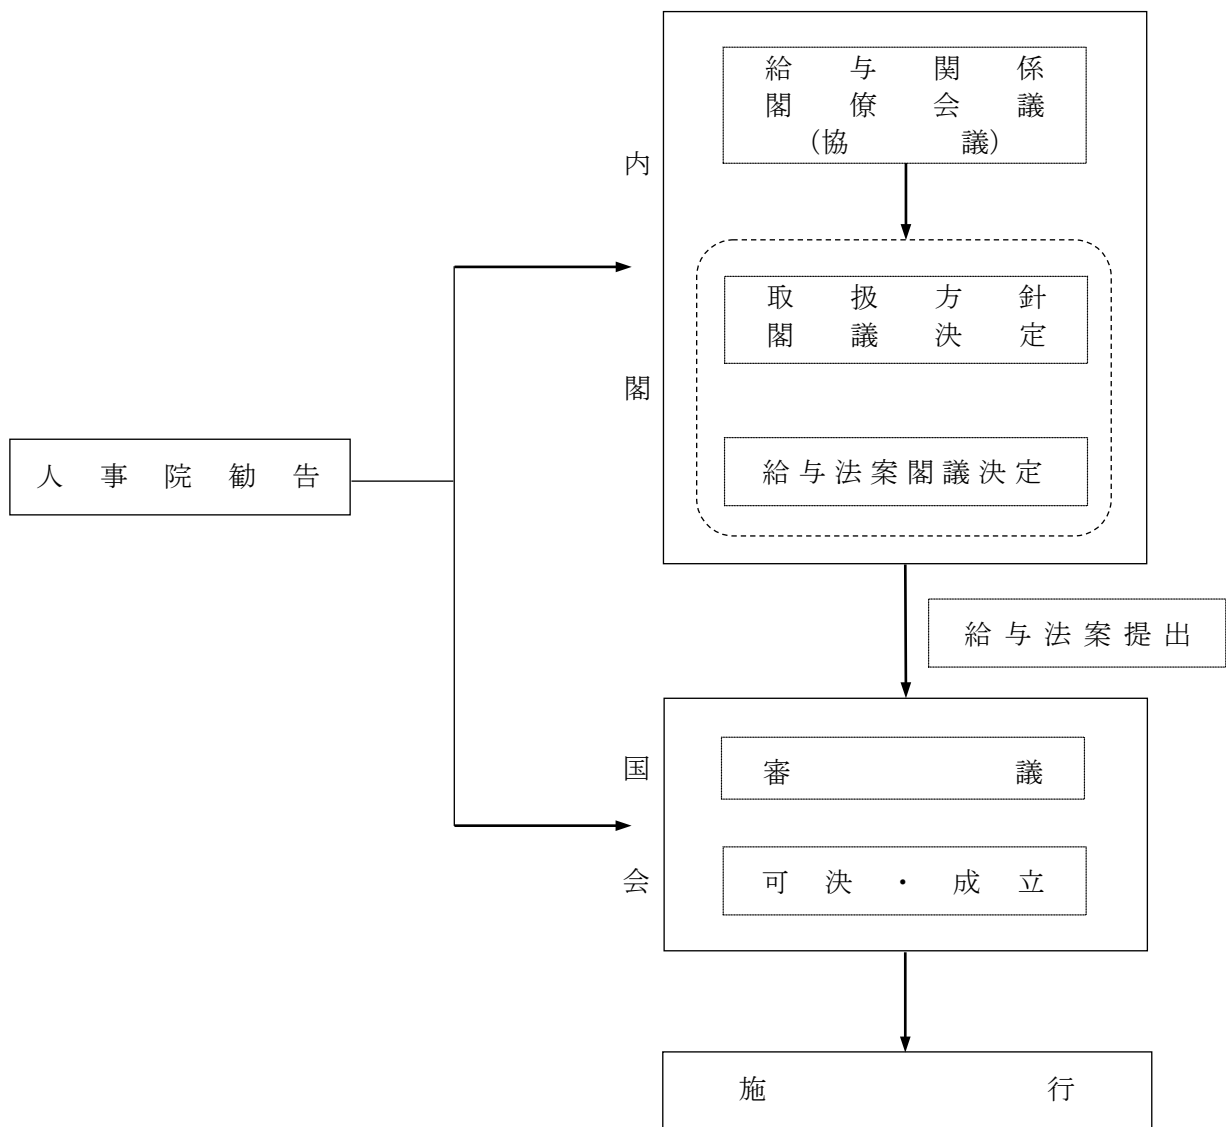 人事院勧告
内閣
給与関係
閣僚会議
(協議)
取扱方針
閣議決定
給与法案閣議決定
給与法案提出
国会
審議
可決・成立
施行